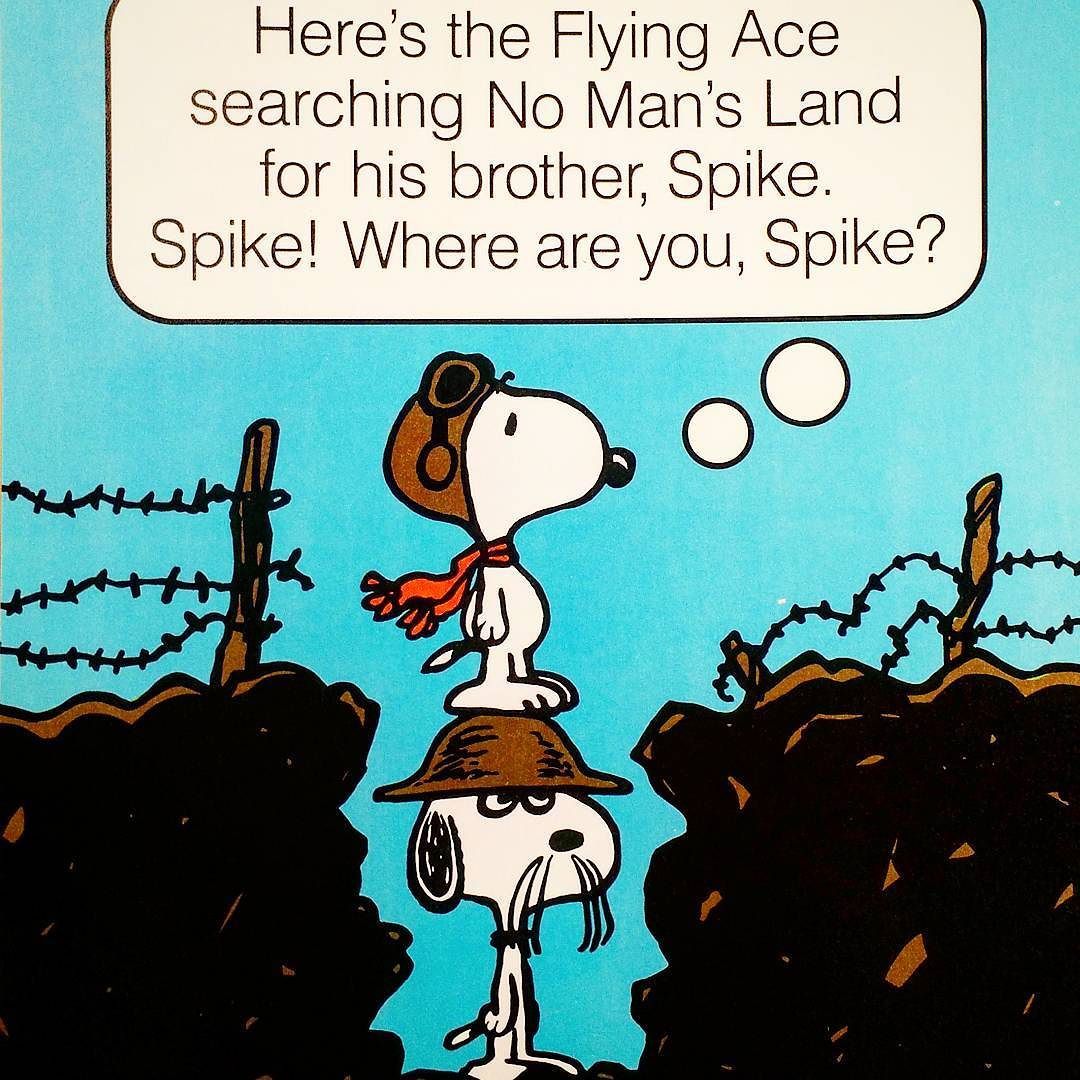 Here's the Flying Ace
searching No Man's Land
for his brother, Spike.
Spike! Where are you, Spike?